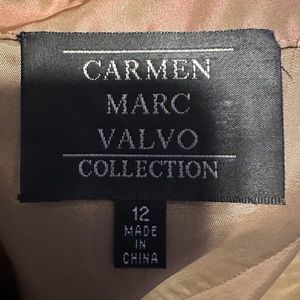 CARMEN
MARC
VALVO
COLLECTION
12
MADE
IN
CHINA